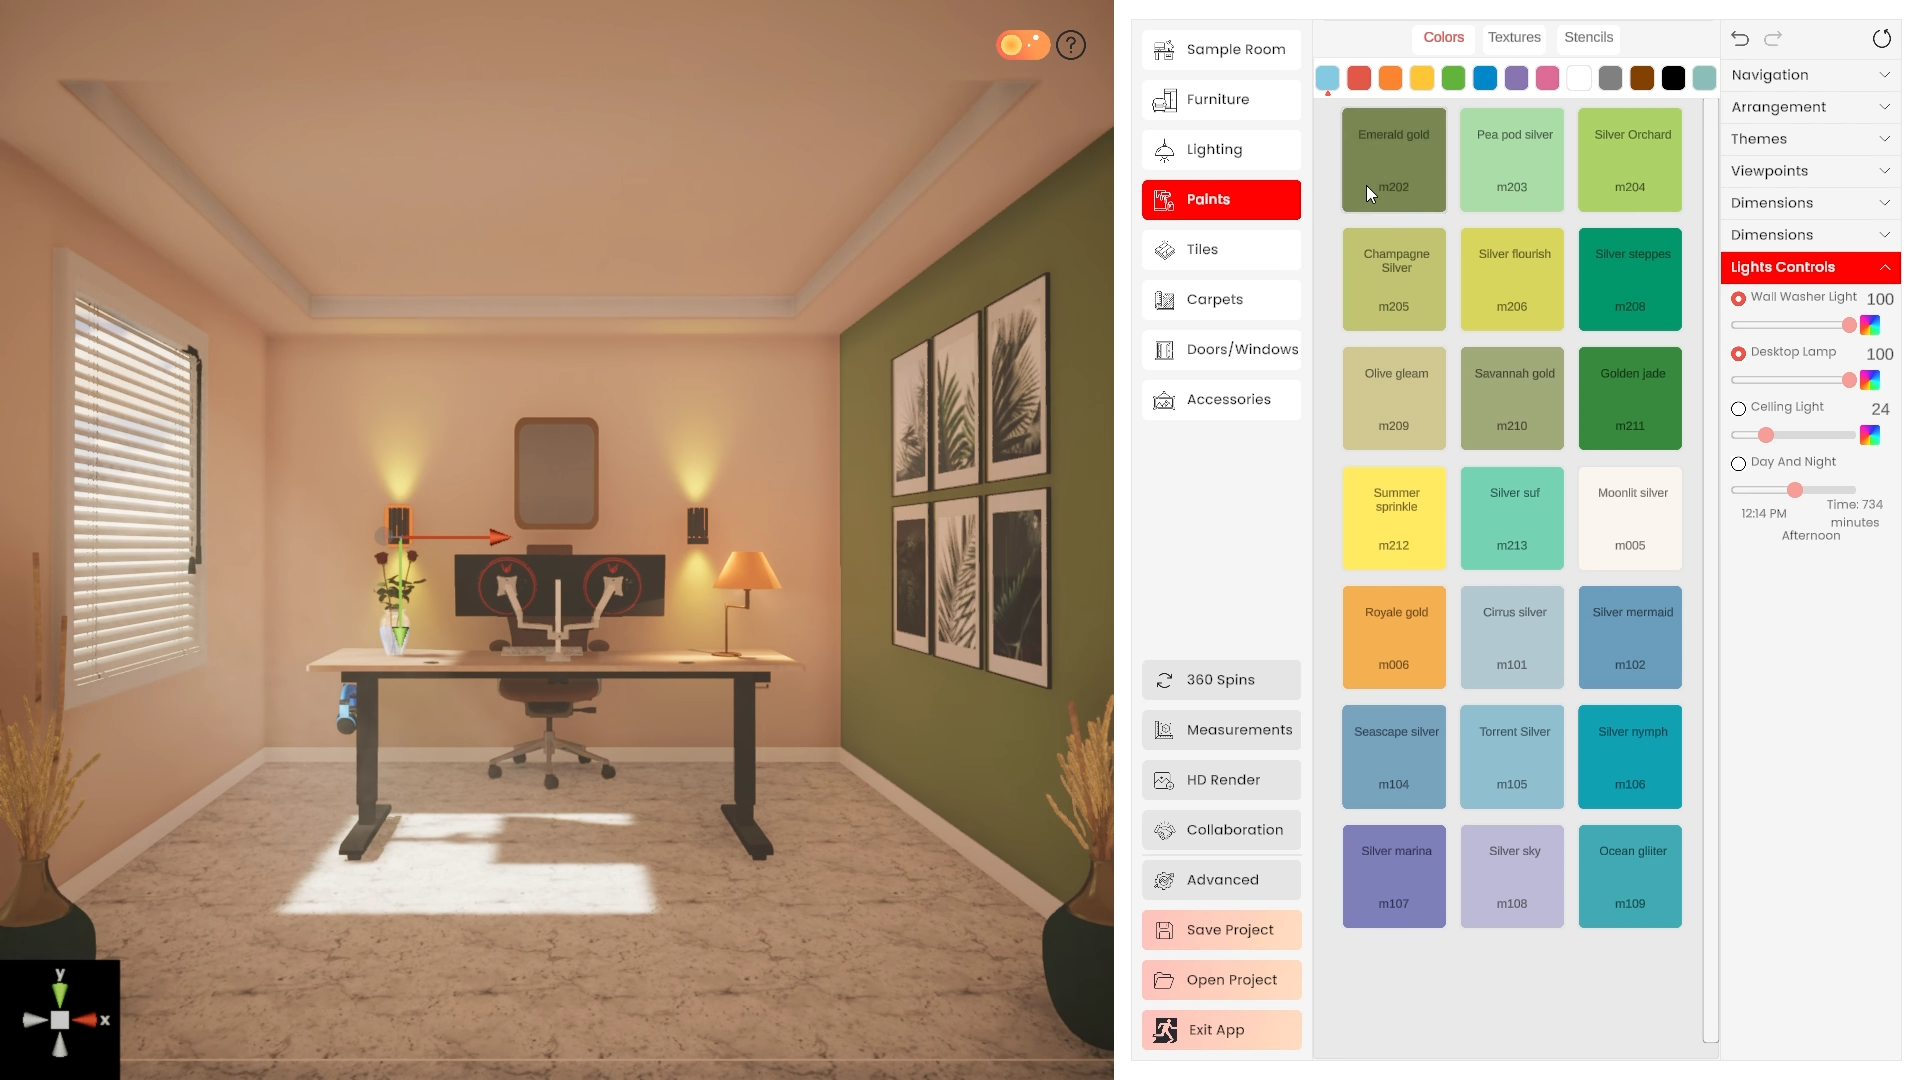 ?
y
x
Sample Room
Furniture
Lighting
Paints
Tiles
Carpets
Doors/Windows
Accessories
360 Spins
Measurements
HD Render
Collaboration
Advanced
Save Project
Open Project
Exit App
Colors Textures Stencils
Emerald gold
m202
Pea pod silver
m203
Silver Orchard
m204
Champagne
Silver
m205
Silver flourish
m206
Silver steppes
m208
Olive gleam
m209
Savannah gold
m210
Golden jade
m211
Summer
sprinkle
m212
Silver suf
m213
Moonlit silver
m005
Royale gold
m006
Cirrus silver
m101
Silver mermaid
m102
Seascape silver
m104
Torrent Silver
m105
Silver nymph
m106
Silver marina
m107
Silver sky
m108
Ocean gliiter
m109
Navigation
Arrangement
Themes
Viewpoints
Dimensions
Dimensions
Lights Controls
Wall Washer Light 100
Desktop Lamp 100
Celling Light 24
Day And Night
12:14 PM
Time: 734
minutes
Afternoon